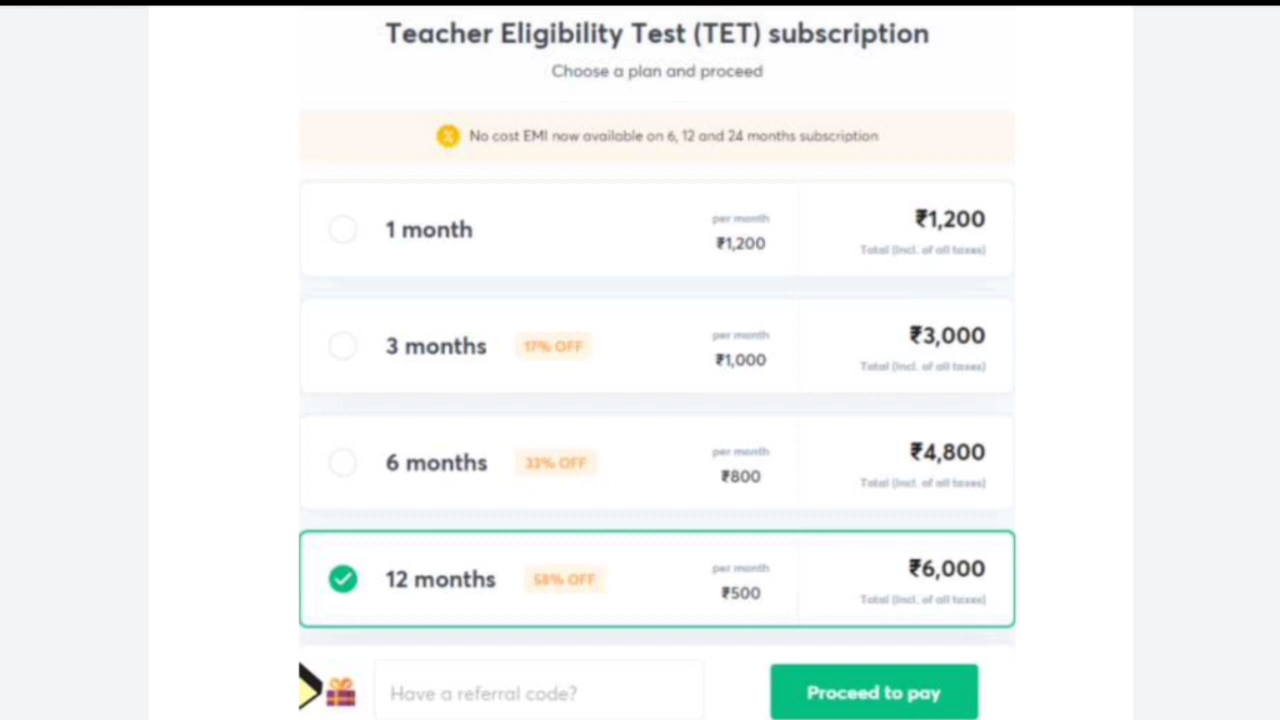 Teacher Eligibility Test (TET) subscription
Choose a plan and proceed
No cost EMI now available on 6, 12 and 24 months subscription
1 month
per month
₹1,200
₹1,200
Total (Incl. of all taxes)
3 months
17% OFF
per month
₹1,000
₹3,000
Total (Incl. of all taxes)
6 months
33% OFF
per month
₹800
₹4,800
Total (Incl. of all taxes)
12 months
58% OFF
per month
₹500
₹6,000
Total (Incl. of all taxes)
Have a referral code?
Proceed to pay